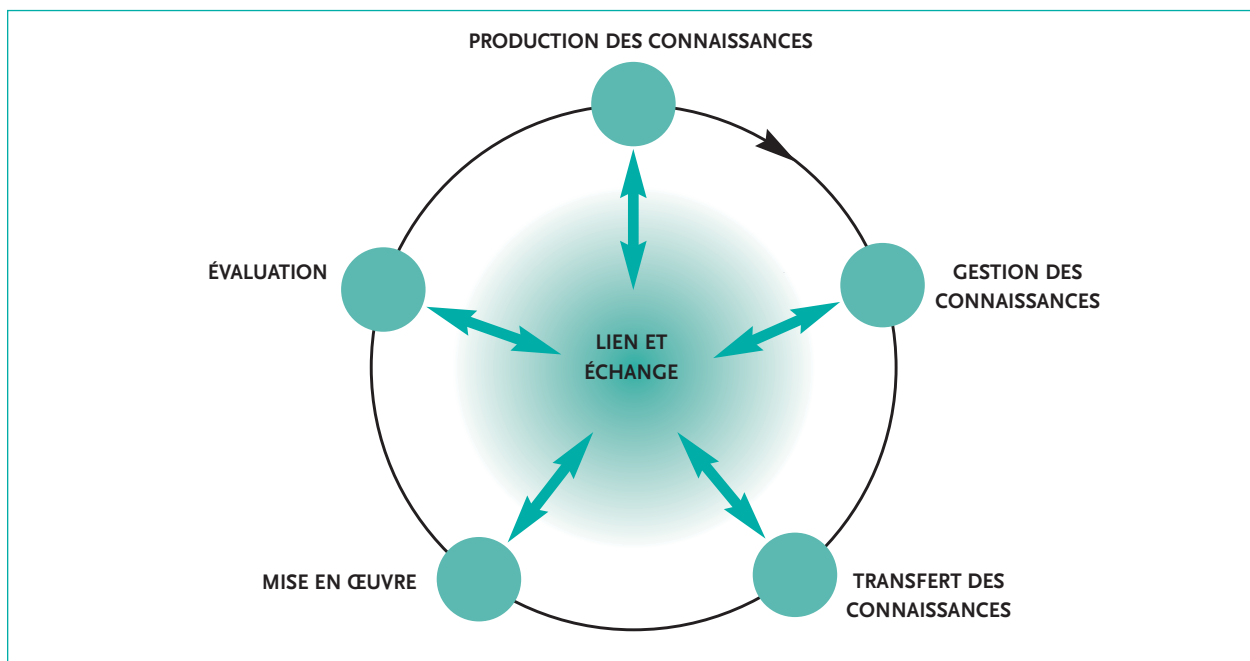 PRODUCTION DES CONNAISSANCES
ÉVALUATION
GESTION DES
CONNAISSANCES
LIEN ET
ÉCHANGE
MISE EN ŒUVRE
TRANSFERT DES
CONNAISSANCES